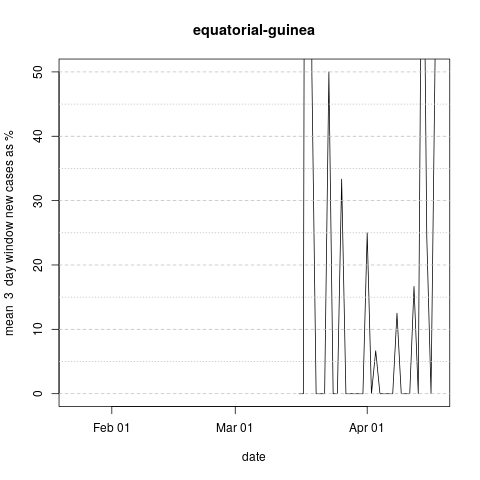 equatorial-guinea
mean 3 day window new cases as %
50
40
30
20
10
0
Feb 01
Mar 01
Apr 01
date